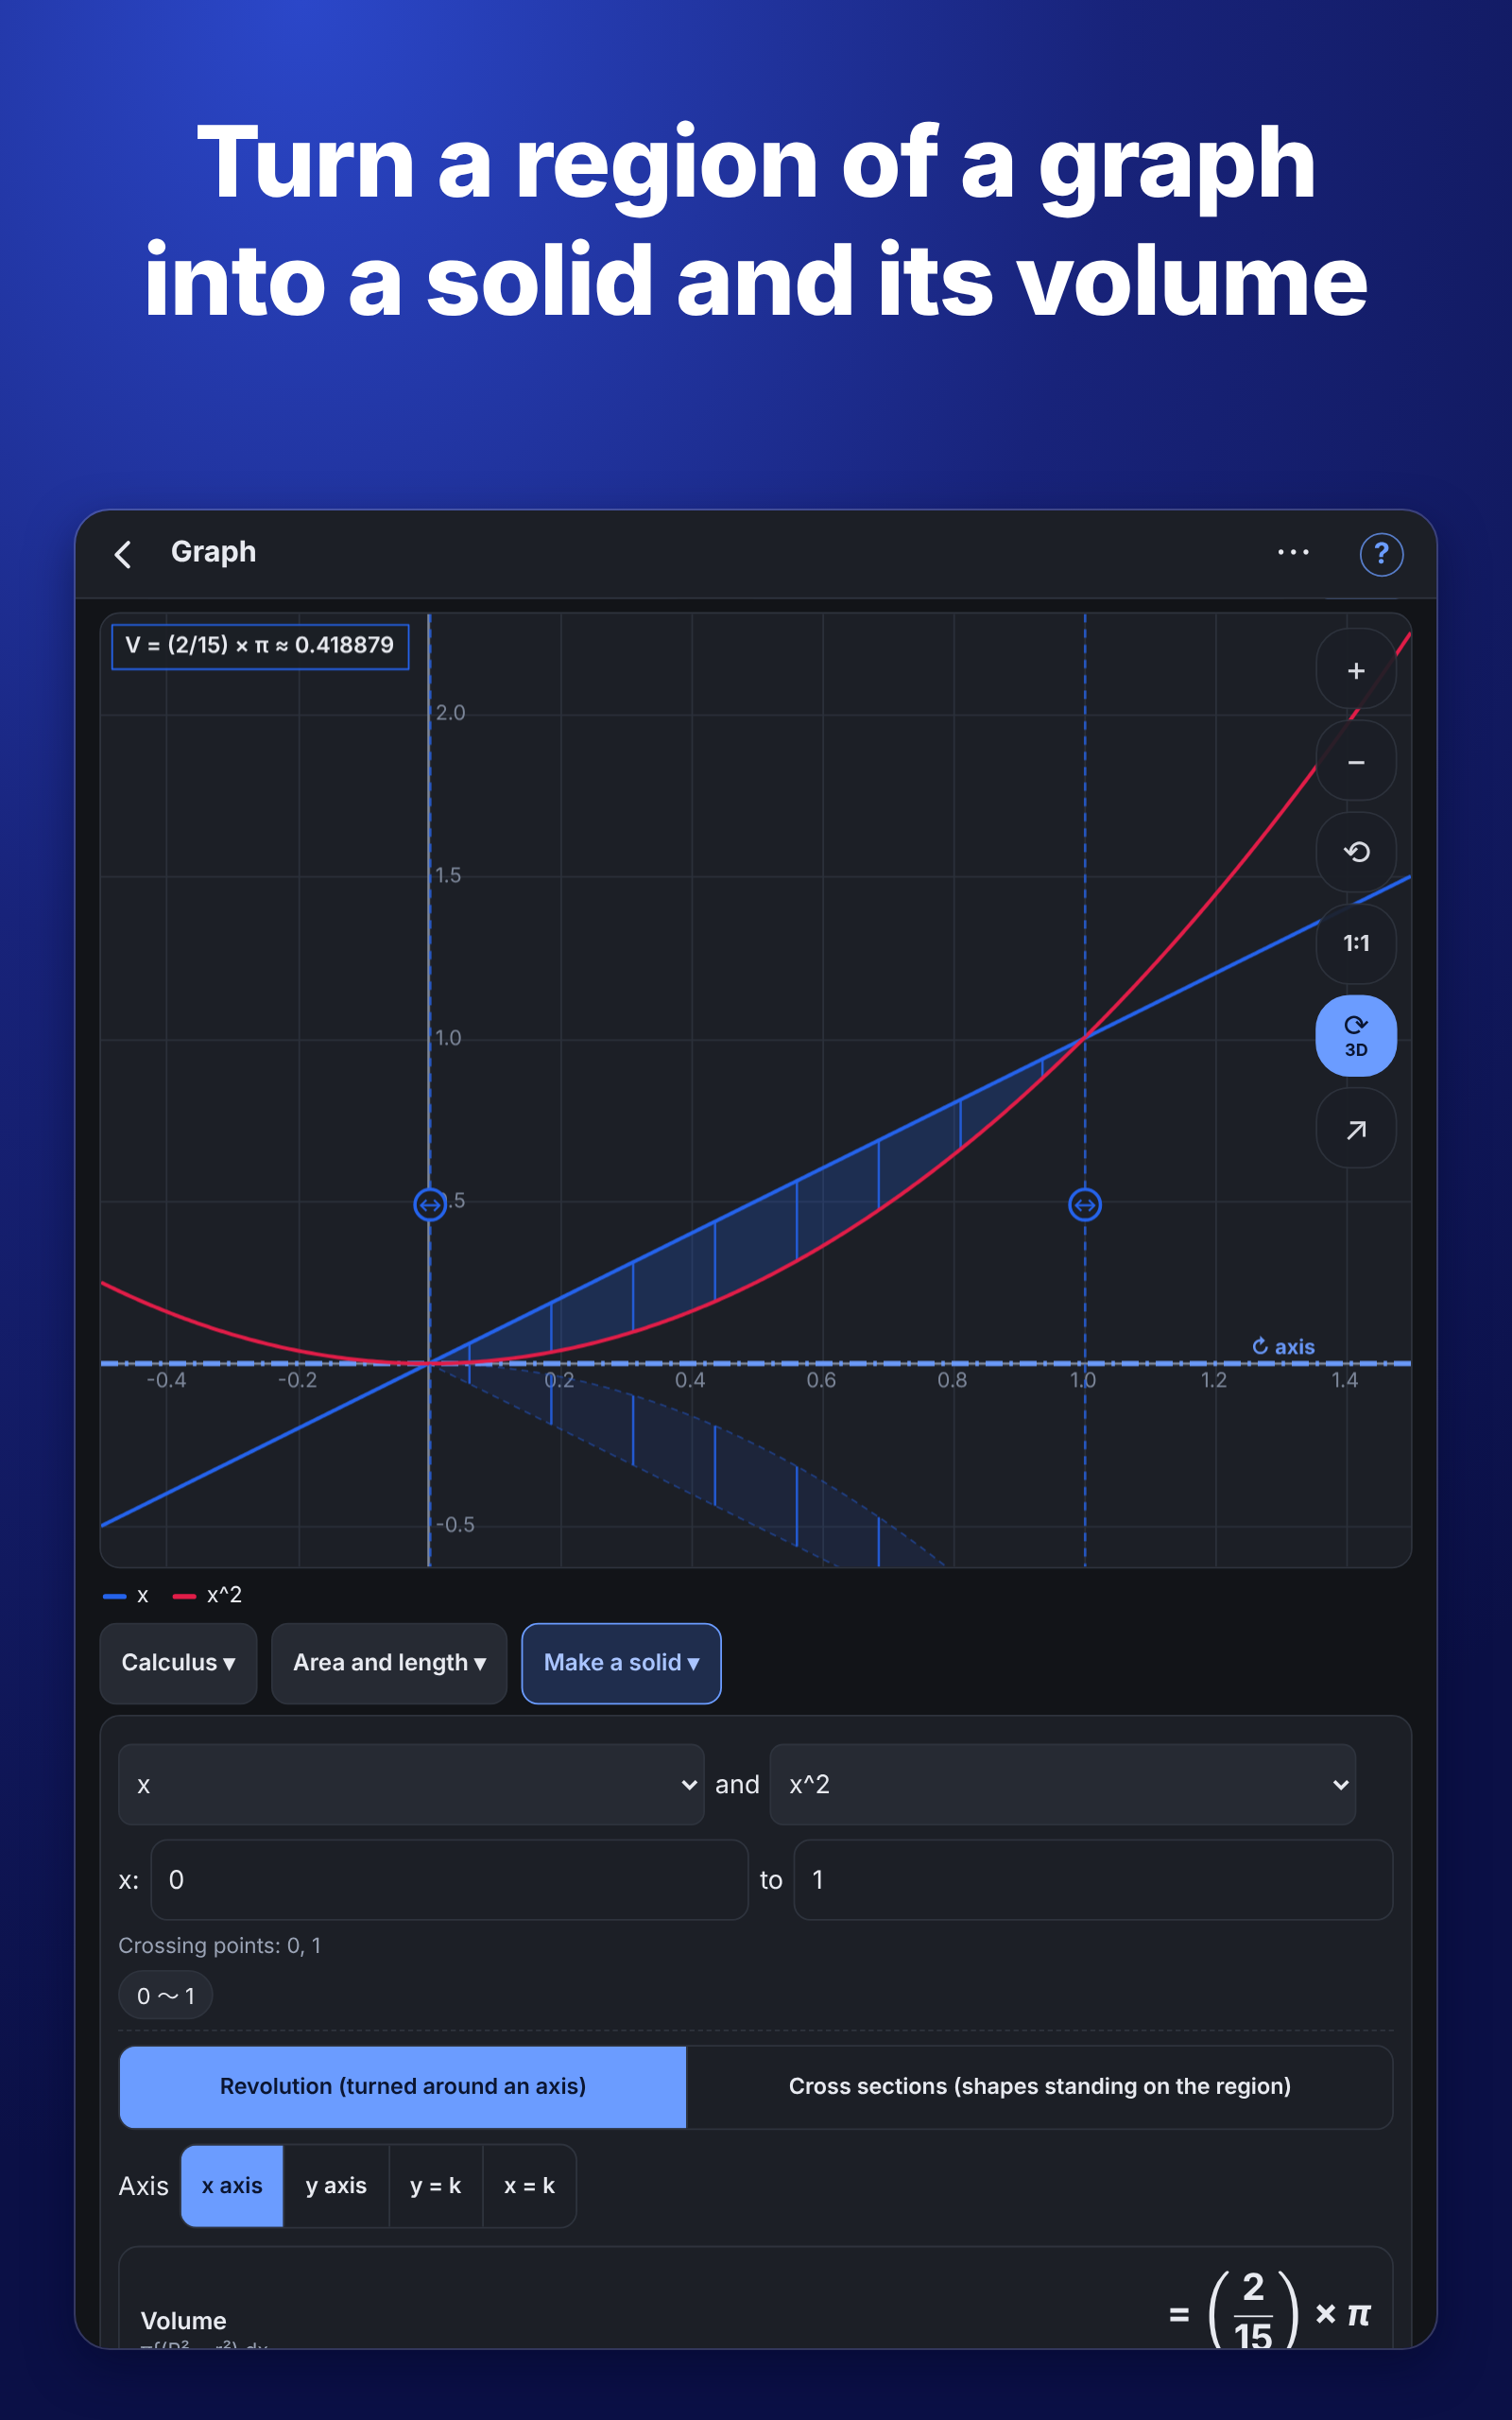 Turn a region of a graph
into a solid and its volume
Graph
?
V = (2/15) × π ≈ 0.418879
+
−
1:1
3D
2.0
1.5
1.0
.5
axis
-0.4 -0.2 0.2 0.4 0.6 0.8 1.0 1.2 1.4
-0.5
x x^2
Calculus ▾ Area and length ▾ Make a solid ▾
x and x^2
x: 0 to 1
Crossing points: 0, 1
0 〜 1
Revolution (turned around an axis) Cross sections (shapes standing on the region)
Axis x axis y axis y = k x = k
Volume = (2/15) × π